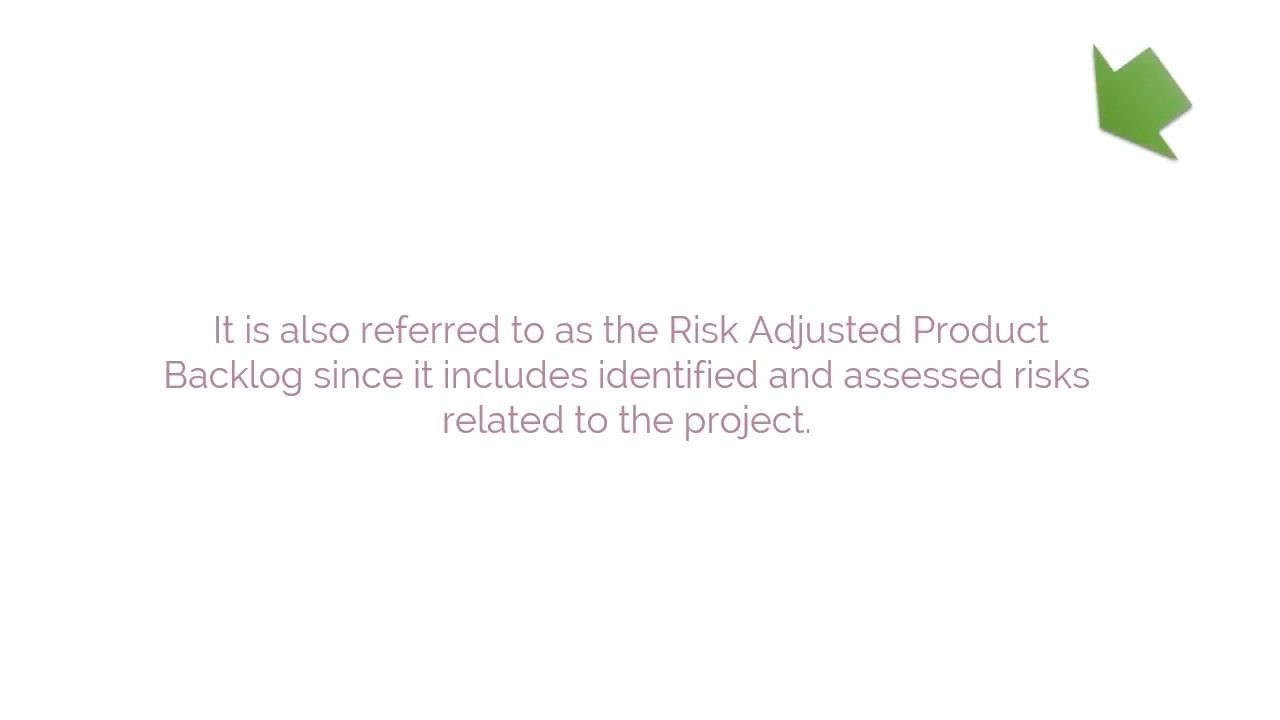 It is also referred to as the Risk Adjusted Product
Backlog since it includes identified and assessed risks
related to the project.